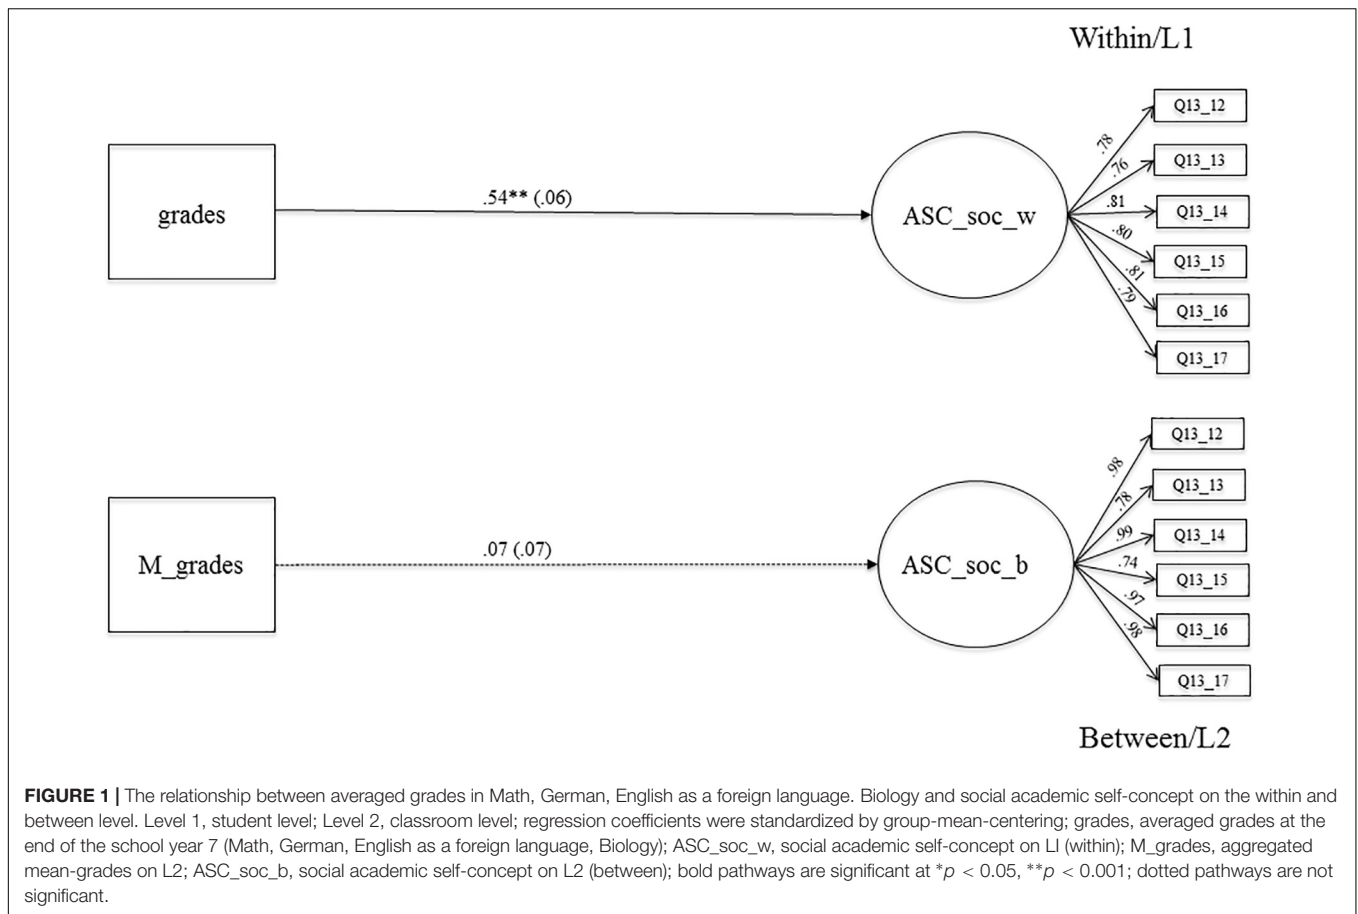 Within/L1
Q13_12
.78
Q13_13
.76
grades
.54** (.06)
ASC_soc_w
.81
Q13_14
.80
Q13_15
.81
Q13_16
.79
Q13_17
Q13_12
.98
Q13_13
.78
M_grades
.07 (.07)
ASC_soc_b
.99
Q13_14
.74
Q13_15
.97
Q13_16
.98
Q13_17
Between/L2
FIGURE 1 | The relationship between averaged grades in Math, German, English as a foreign language. Biology and social academic self-concept on the within and
between level. Level 1, student level; Level 2, classroom level; regression coefficients were standardized by group-mean-centering; grades, averaged grades at the
end of the school year 7 (Math, German, English as a foreign language, Biology); ASC_soc_w, social academic self-concept on LI (within); M_grades, aggregated
mean-grades on L2; ASC_soc_b, social academic self-concept on L2 (between); bold pathways are significant at *p < 0.05, **p < 0.001; dotted pathways are not
significant.